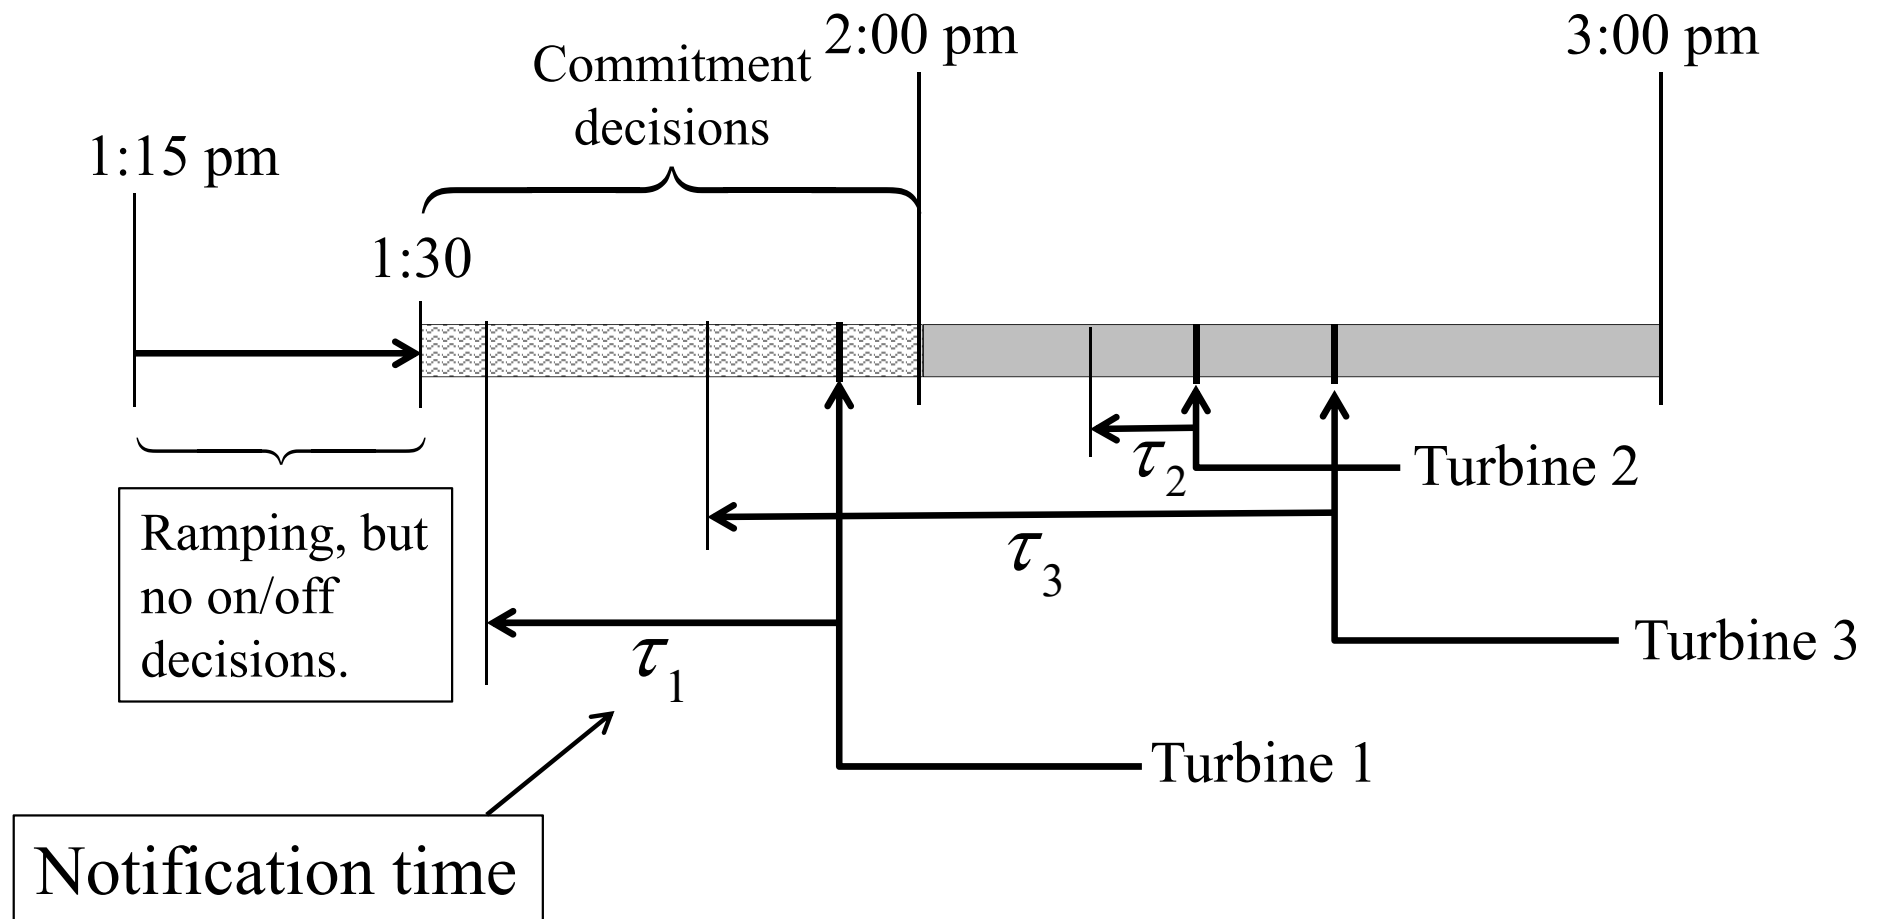 2:00 pm
3:00 pm
Commitment
decisions
1:15 pm
1:30
τ2
Turbine 2
Ramping, but
no on/off
decisions.
τ3
τ1
Turbine 3
Turbine 1
Notification time